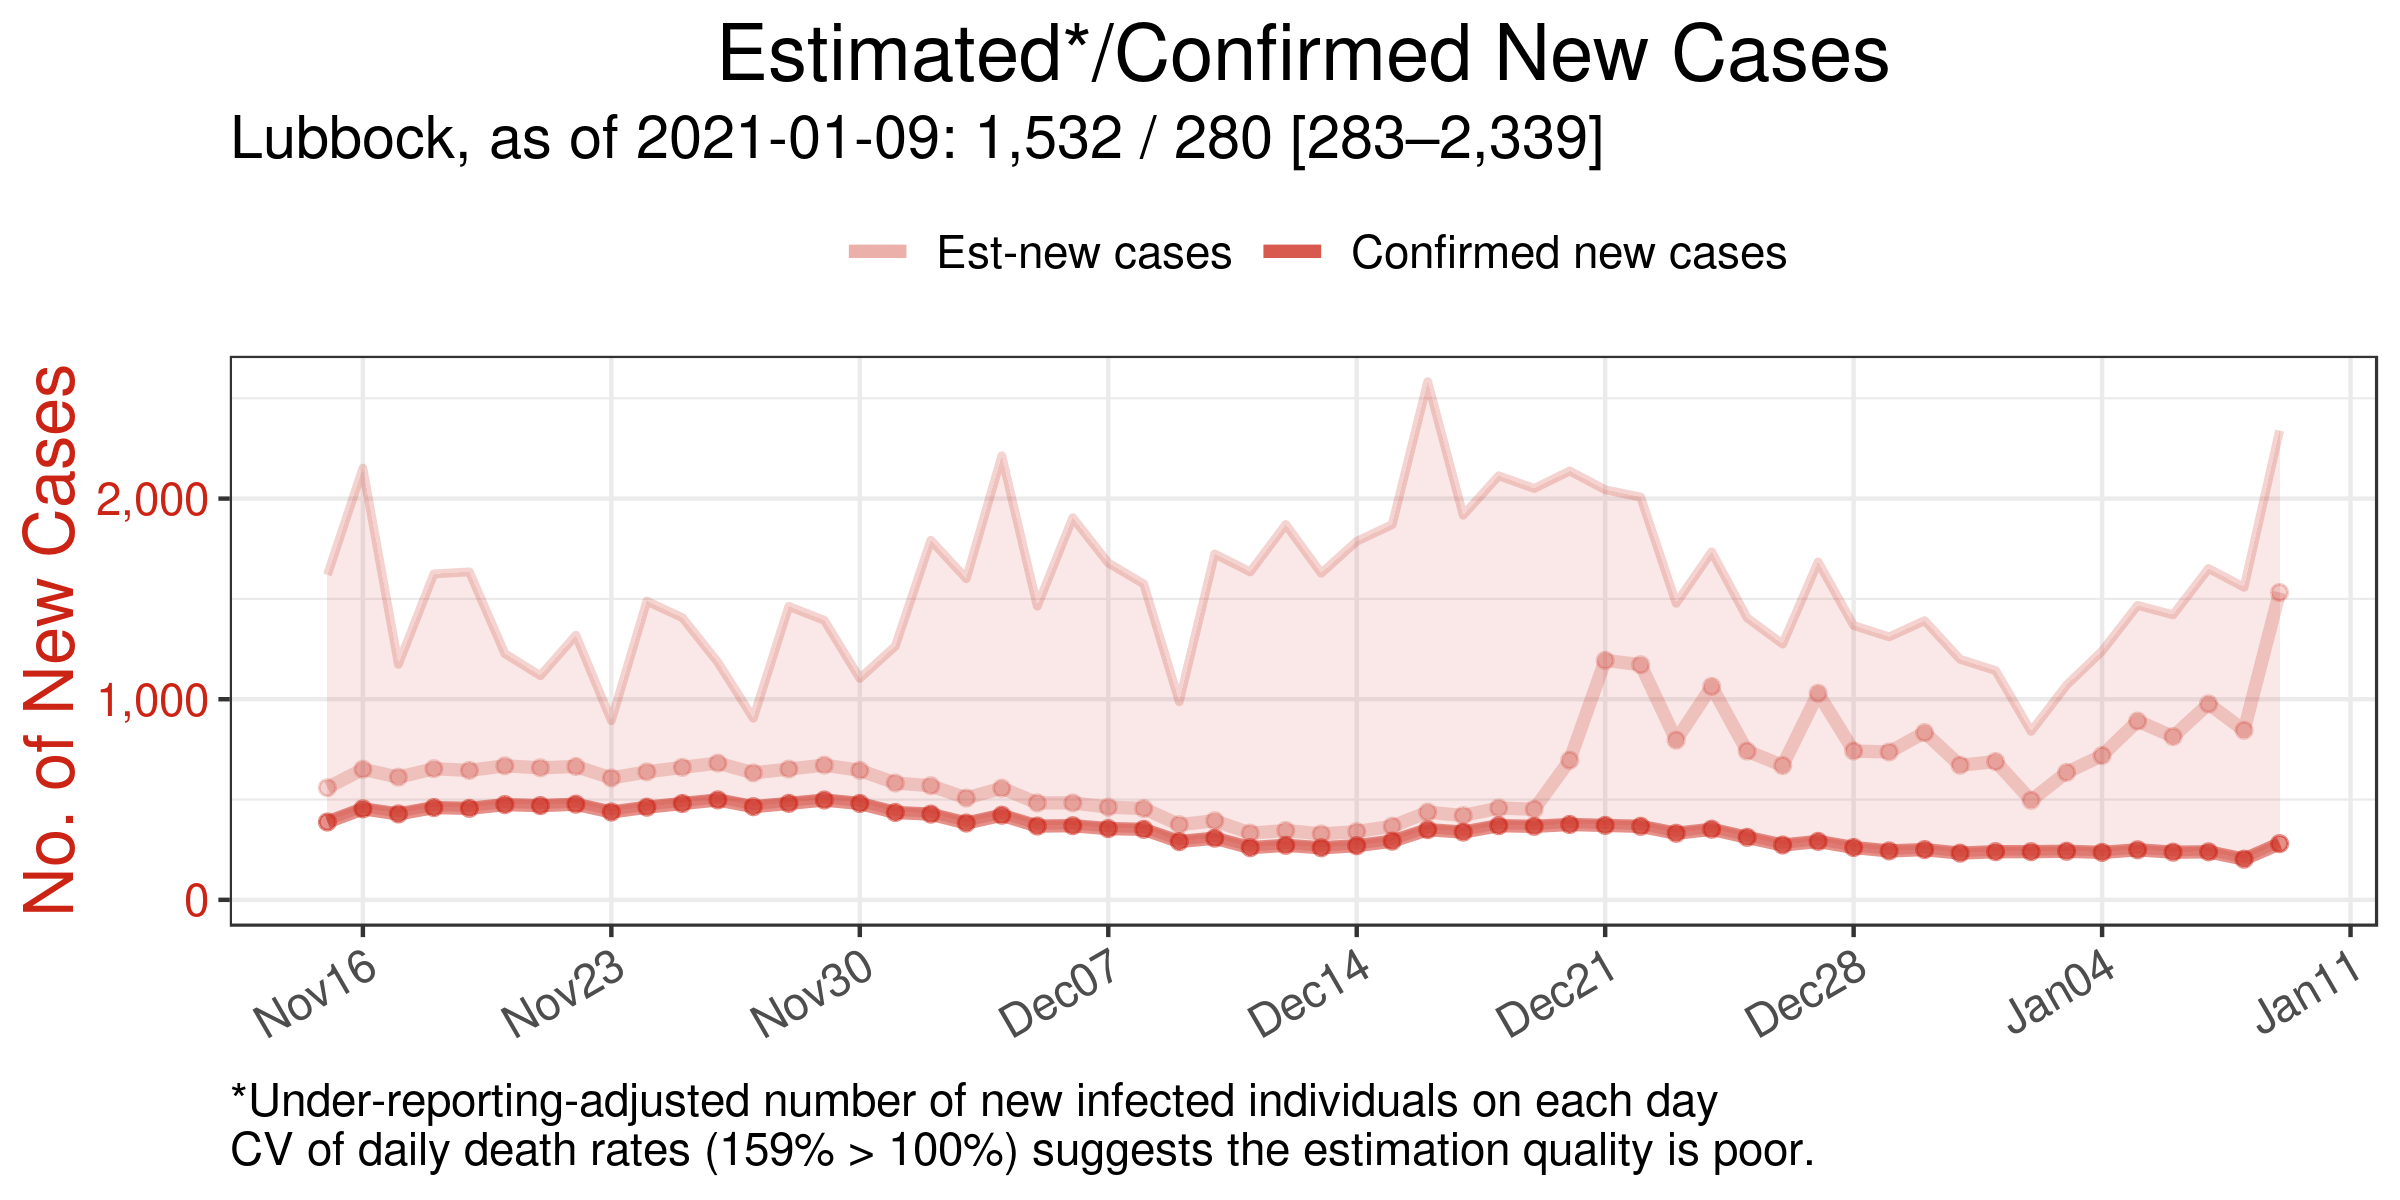 Estimated*/Confirmed New Cases
Lubbock, as of 2021-01-09: 1,532 / 280 [283–2,339]
Est-new cases
Confirmed new cases
No. of New Cases
2,000
1,000
0
Nov16
Nov23
Nov30
Dec07
Dec14
Dec21
Dec28
Jan04
Jan11
*Under-reporting-adjusted number of new infected individuals on each day
CV of daily death rates (159% > 100%) suggests the estimation quality is poor.